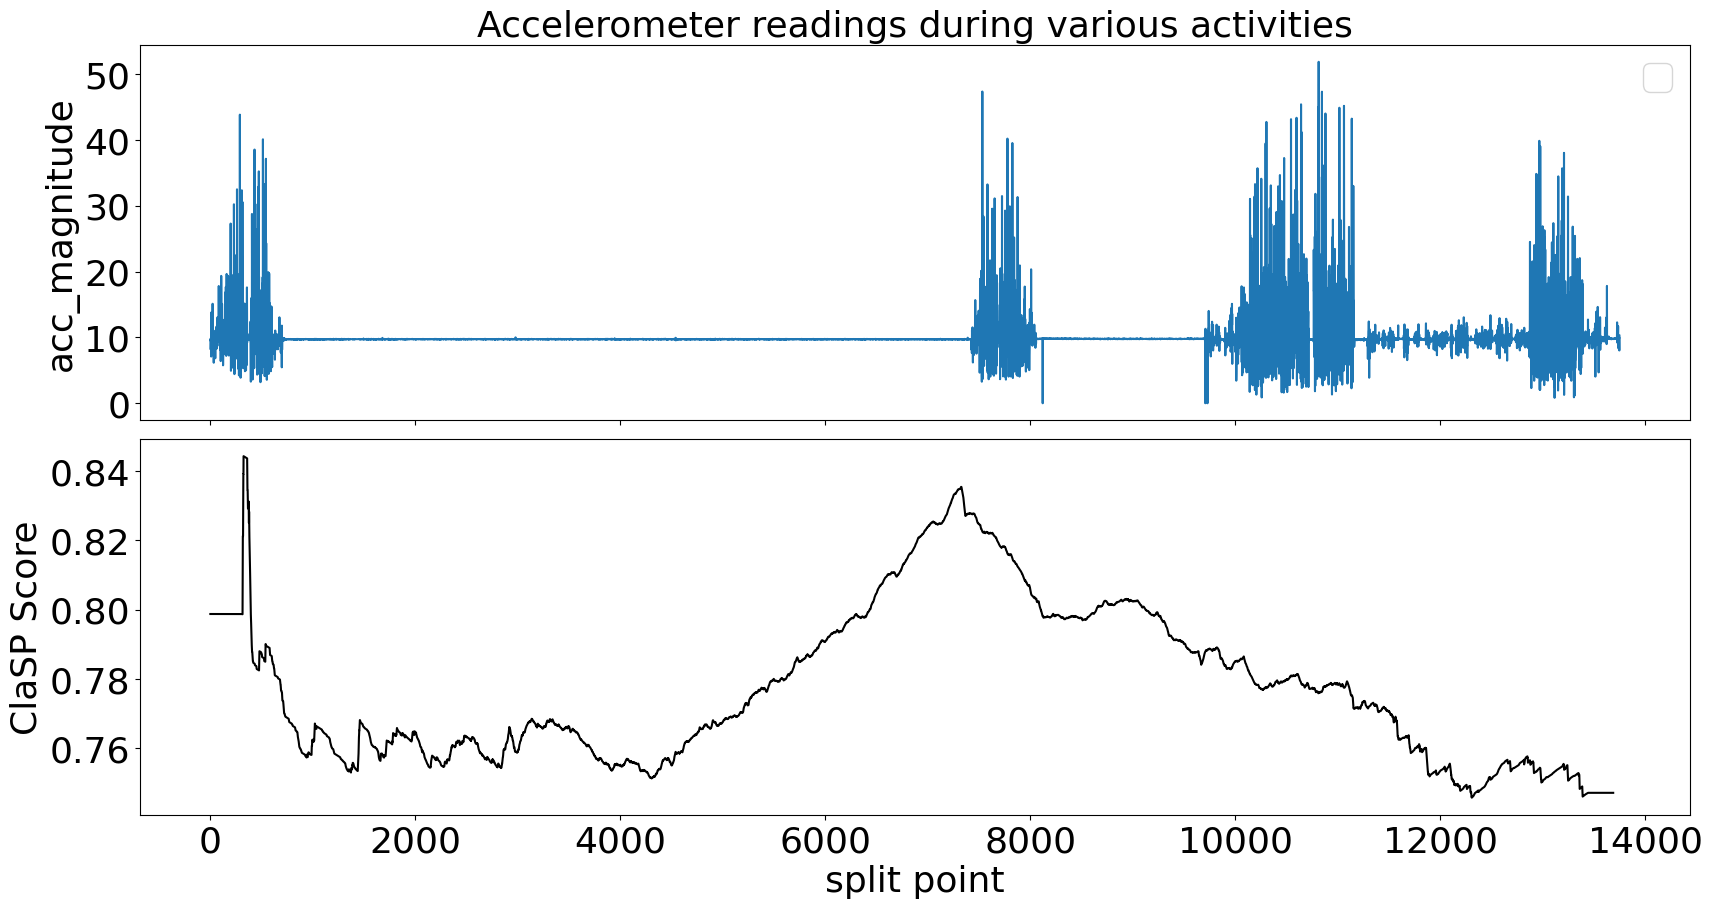 Accelerometer readings during various activities
acc_magnitude
50
40
30
20
10
0
ClaSP Score
0.84
0.82
0.80
0.78
0.76
0 2000 4000 6000 8000 10000 12000 14000
split point